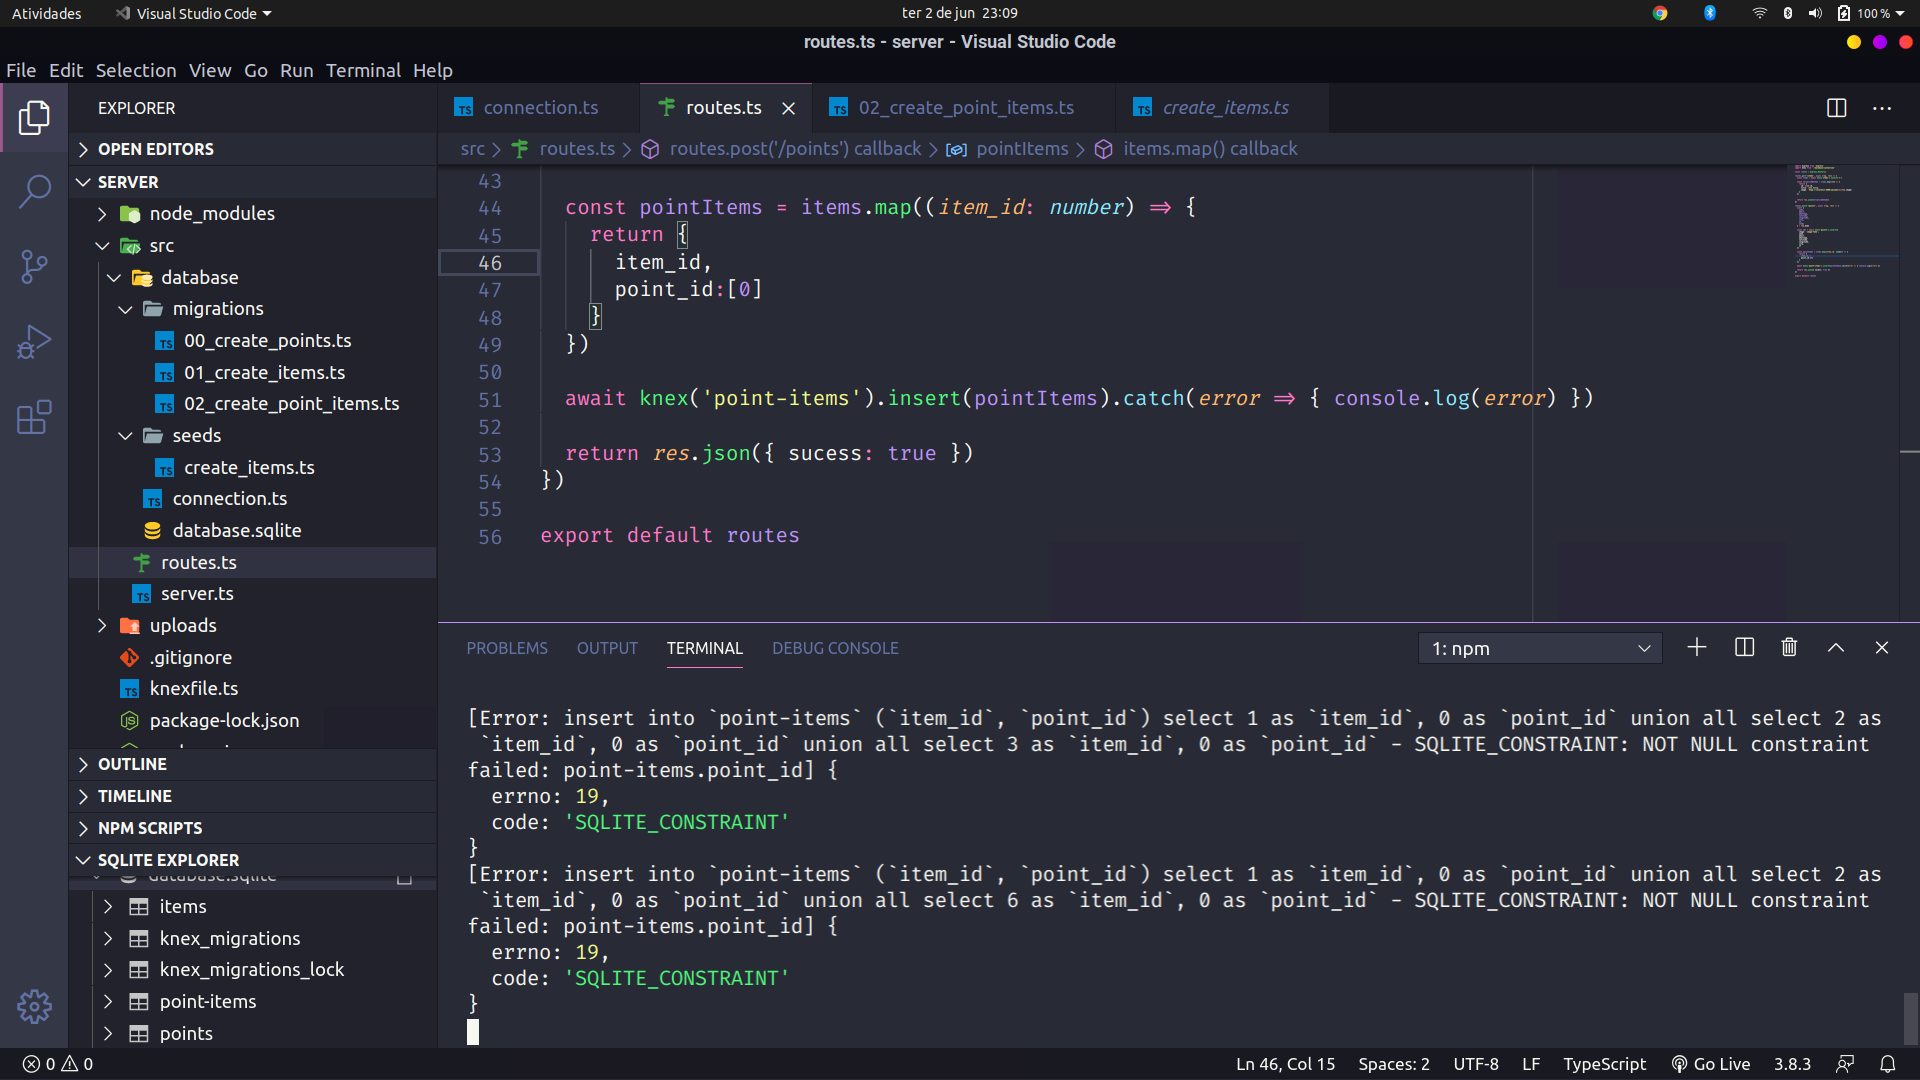 Atividades
Visual Studio Code
ter 2 de jun 23:09
100 %
routes.ts - server - Visual Studio Code
File Edit Selection View Go Run Terminal Help
EXPLORER
OPEN EDITORS
SERVER
node_modules
src
database
migrations
00_create_points.ts
01_create_items.ts
02_create_point_items.ts
seeds
create_items.ts
connection.ts
database.sqlite
routes.ts
server.ts
uploads
.gitignore
knexfile.ts
package-lock.json
OUTLINE
TIMELINE
NPM SCRIPTS
SQLITE EXPLORER
database.sqlite
items
knex_migrations
knex_migrations_lock
point-items
points
connection.ts routes.ts 02_create_point_items.ts create_items.ts
src > routes.ts > routes.post('/points') callback > pointItems > items.map() callback
43
44 const pointItems = items.map((item_id: number) => {
45 return {
46 item_id,
47 point_id:[0]
48 }
49 })
50
51 await knex('point-items').insert(pointItems).catch(error => { console.log(error) })
52
53 return res.json({ sucess: true })
54 })
55
56 export default routes
PROBLEMS OUTPUT TERMINAL DEBUG CONSOLE
1: npm
[Error: insert into `point-items` (`item_id`, `point_id`) select 1 as `item_id`, 0 as `point_id` union all select 2 as
`item_id`, 0 as `point_id` union all select 3 as `item_id`, 0 as `point_id` - SQLITE_CONSTRAINT: NOT NULL constraint
failed: point-items.point_id] {
errno: 19,
code: 'SQLITE_CONSTRAINT'
}
[Error: insert into `point-items` (`item_id`, `point_id`) select 1 as `item_id`, 0 as `point_id` union all select 2 as
`item_id`, 0 as `point_id` union all select 6 as `item_id`, 0 as `point_id` - SQLITE_CONSTRAINT: NOT NULL constraint
failed: point-items.point_id] {
errno: 19,
code: 'SQLITE_CONSTRAINT'
}
0 0
Ln 46, Col 15 Spaces: 2 UTF-8 LF TypeScript Go Live 3.8.3